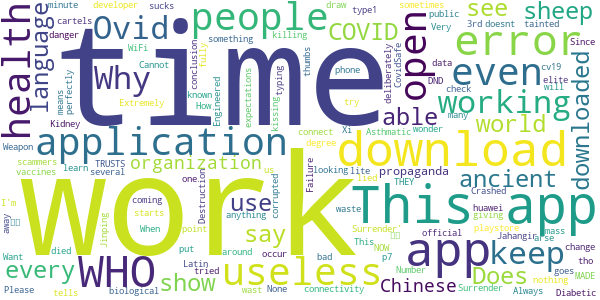 time
work
This app
download
application
WHO
app
useless
error
open
health
people
Ovid
COVID
Why
even
working
able
world
ancient
keep
Chinese
organization
use
say
show
every
Does
see
sheep
language
downloaded
cartels
developer
sucks
sometimes
minute
draw
type1
danger
public
3rd
doesnt
tainted
WiFi
something
killing
thumbs
Very
Since
Cannot
fully
conclusion
deliberately
CovidSafe
data
DND
elite
means
perfectly
Extremely
known
How
Engineered
expectations
kissing
typing
phone
try
check
cv19
will
Kidney
Weapon
connect
Xi
Asthmatic
many
wonder
scammers
TRUSTS
learn
degree
vaccines
several
us
looking
lite
propaganda
I'm
one
Failure
lied
THEY
coming
corrupted
Crashed
Jahangir
mass
away
starts
anything
waste
official
huawei
arse
change
Want
When
point
Destruction
occur
Surrender'
giving
playstore
tho
died
put
around
bad
This
NOW
p7
Number
Surrender
goes
Please
tells
Jinping
Latin
tried
biological
wast
None
connectivity
Always
nothing
MADE
Diabetic